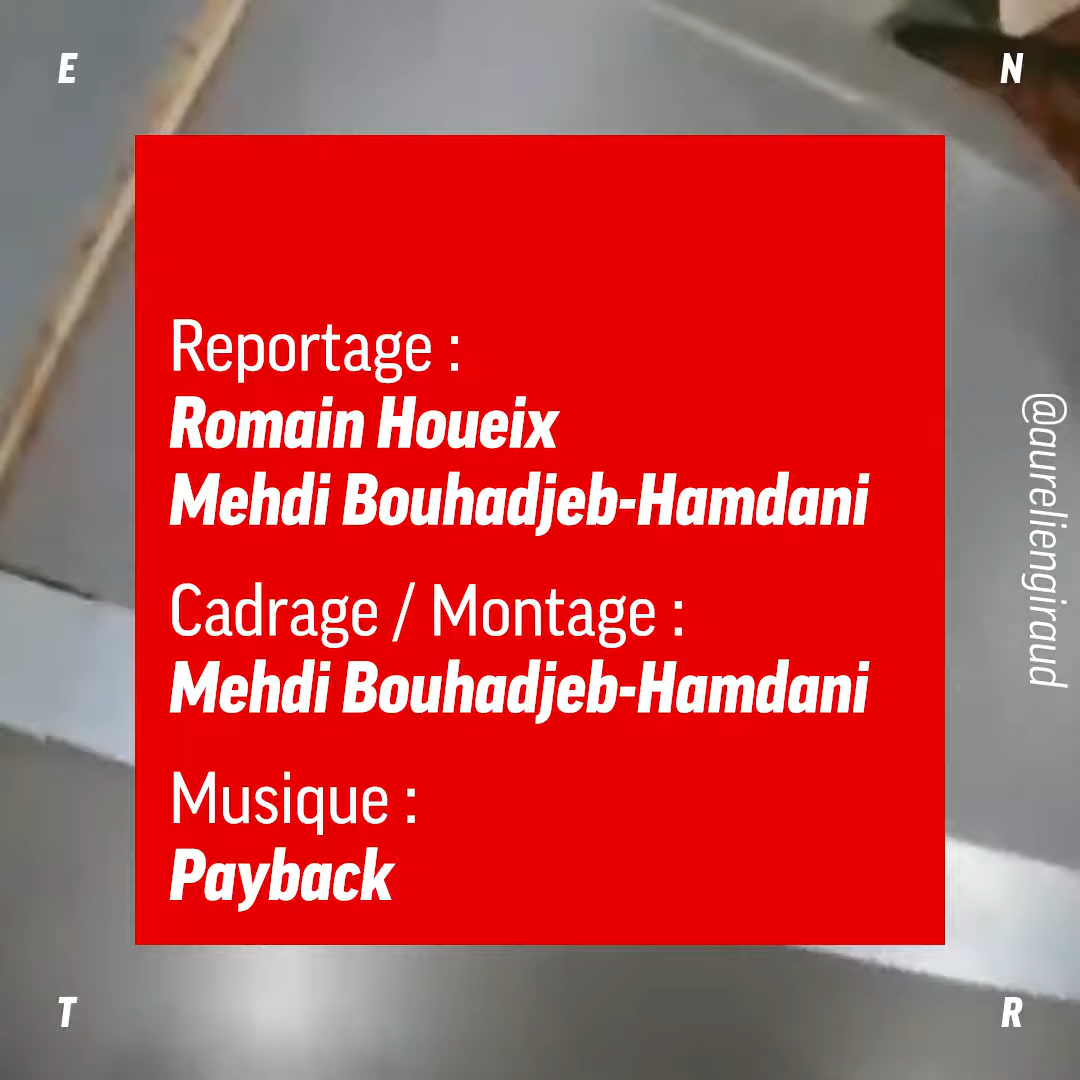 E
N
Reportage :
Romain Houeix
Mehdi Bouhadjeb-Hamdani
Cadrage / Montage :
Mehdi Bouhadjeb-Hamdani
Musique :
Payback
@aureliengiraud
T
R